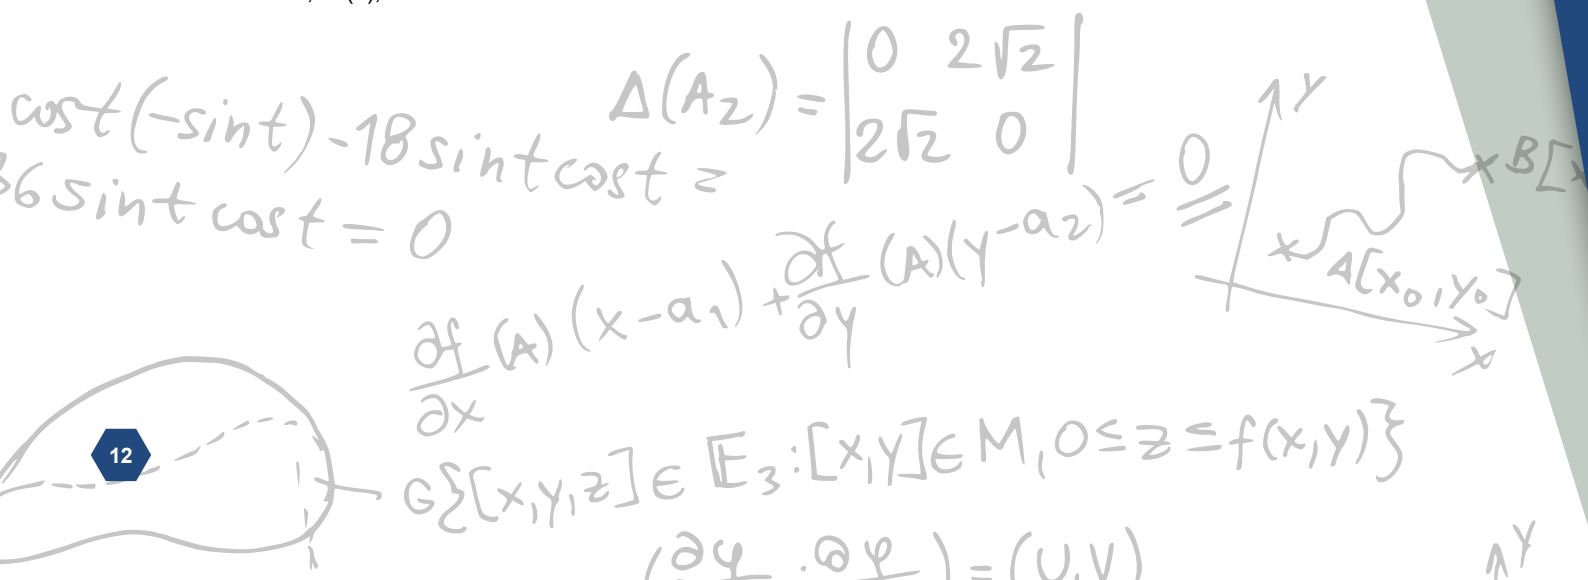 Δ(A₂) = | 0 2√2 |
| 2√2 0 |
cost(-sint)-18sintcost =
36sint cost = 0
∂f/∂x (A) (x-a₁) + ∂f/∂y (A)(y-a₂) = 0
Y
B[
A[x₀,y₀]
X
12
G{[x,y,z]∈ E₃:[x,y]∈M,0≤z≤f(x,y)}
(∂φ ∂φ) = (U,V)
Y